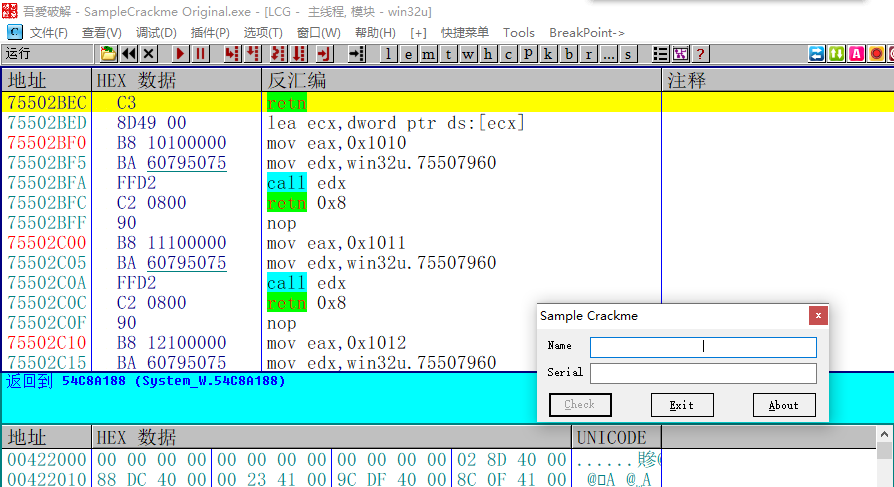 吾愛破解 - SampleCrackme Original.exe - [LCG - 主线程, 模块 - win32u]
文件(F) 查看(V) 调试(D) 插件(P) 选项(T) 窗口(W) 帮助(H) [+] 快捷菜单 Tools BreakPoint->
运行 l e m t w h c p k b r ... s ?
地址 HEX 数据 反汇编 注释
75502BEC C3 retn
75502BED 8D49 00 lea ecx,dword ptr ds:[ecx]
75502BF0 B8 10100000 mov eax,0x1010
75502BF5 BA 60795075 mov edx,win32u.75507960
75502BFA FFD2 call edx
75502BFC C2 0800 retn 0x8
75502BFF 90 nop
75502C00 B8 11100000 mov eax,0x1011
75502C05 BA 60795075 mov edx,win32u.75507960
75502C0A FFD2 call edx
75502C0C C2 0800 retn 0x8
75502C0F 90 nop
75502C10 B8 12100000 mov eax,0x1012
75502C15 BA 60795075 mov edx,win32u.75507960
返回到 54C8A188 (System_W.54C8A188)
Sample Crackme
Name
Serial
Check Exit About
地址 HEX 数据 UNICODE
00422000 00 00 00 00 00 00 00 00 00 00 00 00 02 8D 40 00
00422010 88 DC 40 00 00 23 41 00 9C DF 40 00 8C 0F 41 00